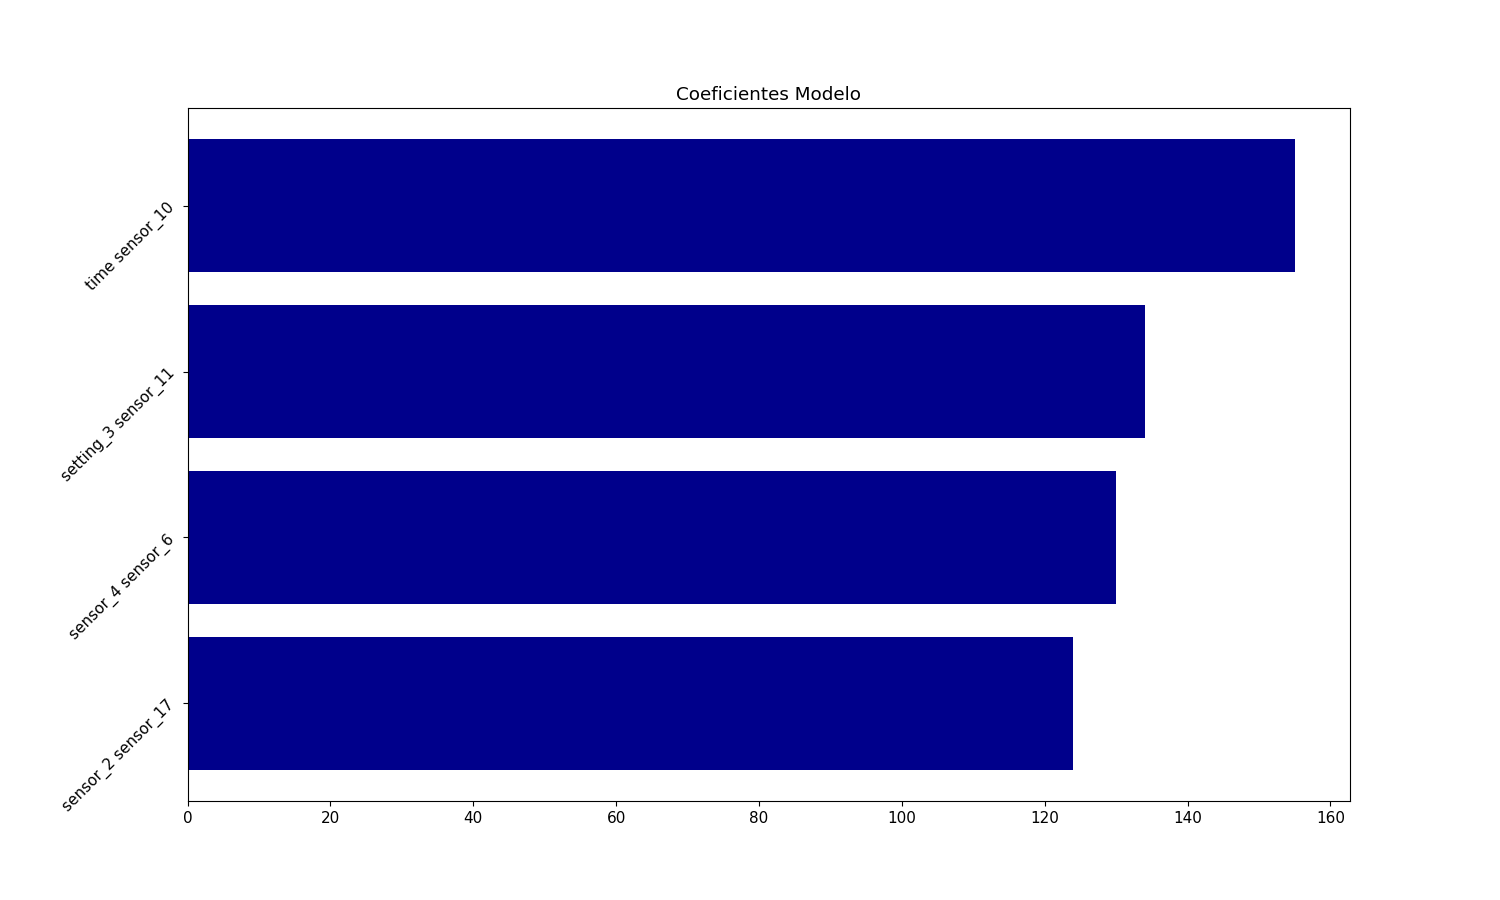 Coeficientes Modelo
time sensor_10
setting_3 sensor_11
sensor_4 sensor_6
sensor_2 sensor_17
0 20 40 60 80 100 120 140 160